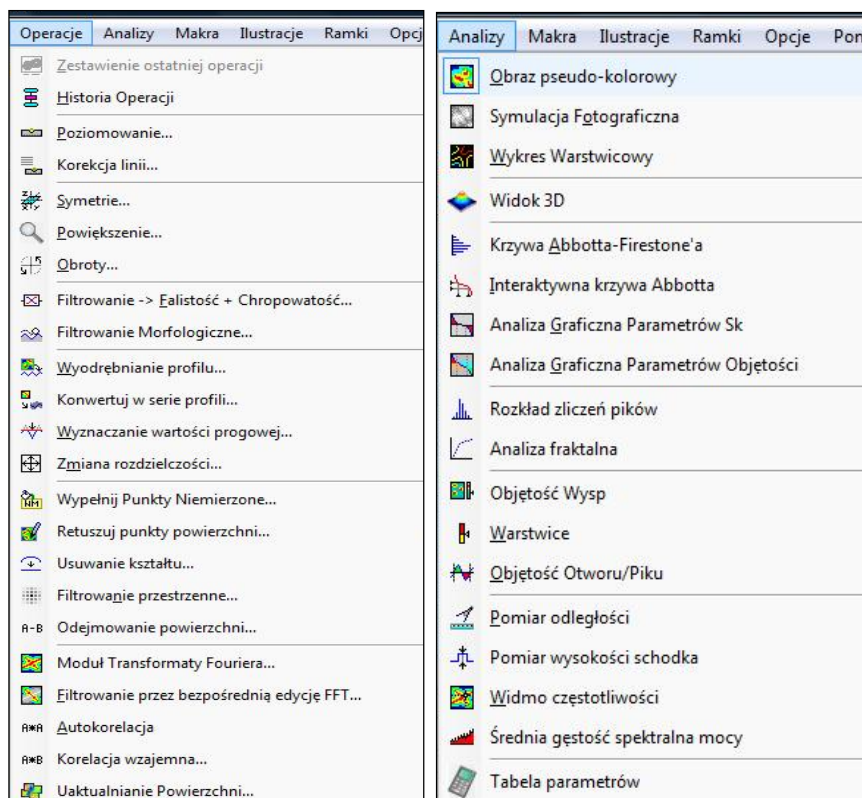 Operacje Analizy Makra Ilustracje Ramki Opcj
Zestawienie ostatniej operacji
Historia Operacji
Poziomowanie...
Korekcja linii...
Symetrie...
Powiększenie...
Obroty...
Filtrowanie -> Falistość + Chropowatość...
Filtrowanie Morfologiczne...
Wyodrębnianie profilu...
Konwertuj w serie profili...
Wyznaczanie wartości progowej...
Zmiana rozdzielczości...
Wypełnij Punkty Niemierzone...
Retuszuj punkty powierzchni...
Usuwanie kształtu...
Filtrowanie przestrzenne...
A-B Odejmowanie powierzchni...
Moduł Transformaty Fouriera...
Filtrowanie przez bezpośrednią edycję FFT...
A*A Autokorelacja
A*B Korelacja wzajemna...
Uaktualnianie Powierzchni...
Analizy Makra Ilustracje Ramki Opcje Pom
Obraz pseudo-kolorowy
Symulacja Fotograficzna
Wykres Warstwicowy
Widok 3D
Krzywa Abbotta-Firestone'a
Interaktywna krzywa Abbotta
Analiza Graficzna Parametrów Sk
Analiza Graficzna Parametrów Objętości
Rozkład zliczeń pików
Analiza fraktalna
Objętość Wysp
Warstwice
Objętość Otworu/Piku
Pomiar odległości
Pomiar wysokości schodka
Widmo częstotliwości
Średnia gęstość spektralna mocy
Tabela parametrów